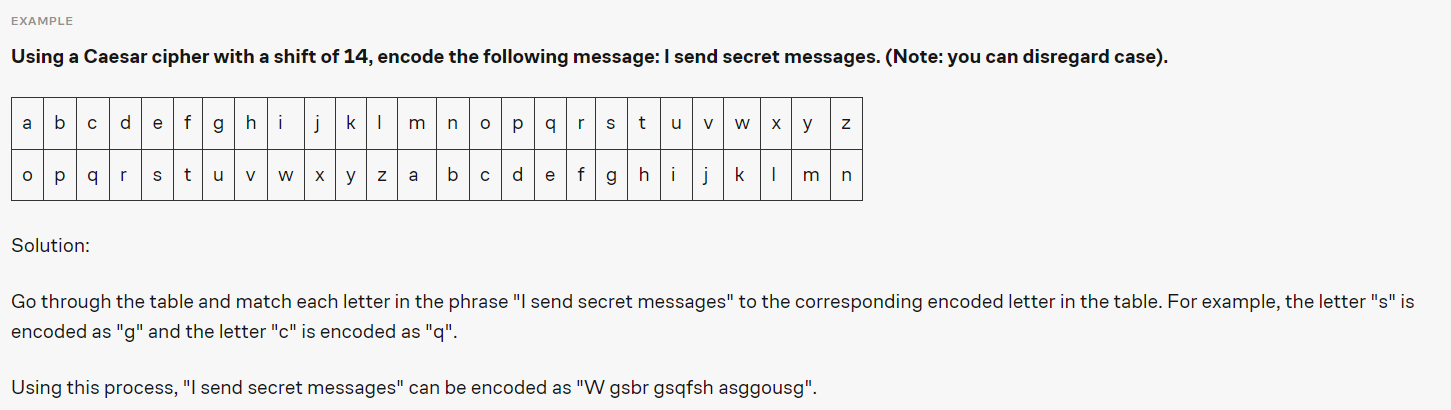 EXAMPLE
Using a Caesar cipher with a shift of 14, encode the following message: I send secret messages. (Note: you can disregard case).
a b c d e f g h i j k l m n o p q r s t u v w x y z
o p q r s t u v w x y z a b c d e f g h i j k l m n
Solution:
Go through the table and match each letter in the phrase "I send secret messages" to the corresponding encoded letter in the table. For example, the letter "s" is
encoded as "g" and the letter "c" is encoded as "q".
Using this process, "I send secret messages" can be encoded as "W gsbr gsqfsh asggousg".